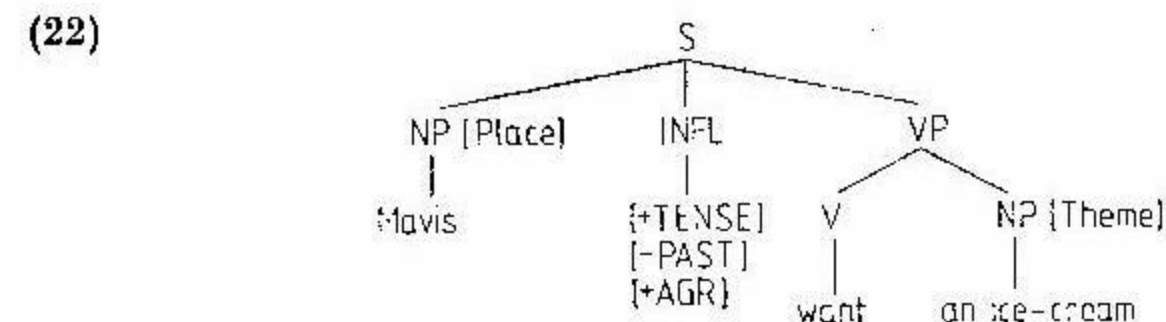 (22)
S
NP [Place] INFL VP
Mavis [+TENSE] V NP [Theme]
[-PAST]
[+AGR]
want an ice-cream